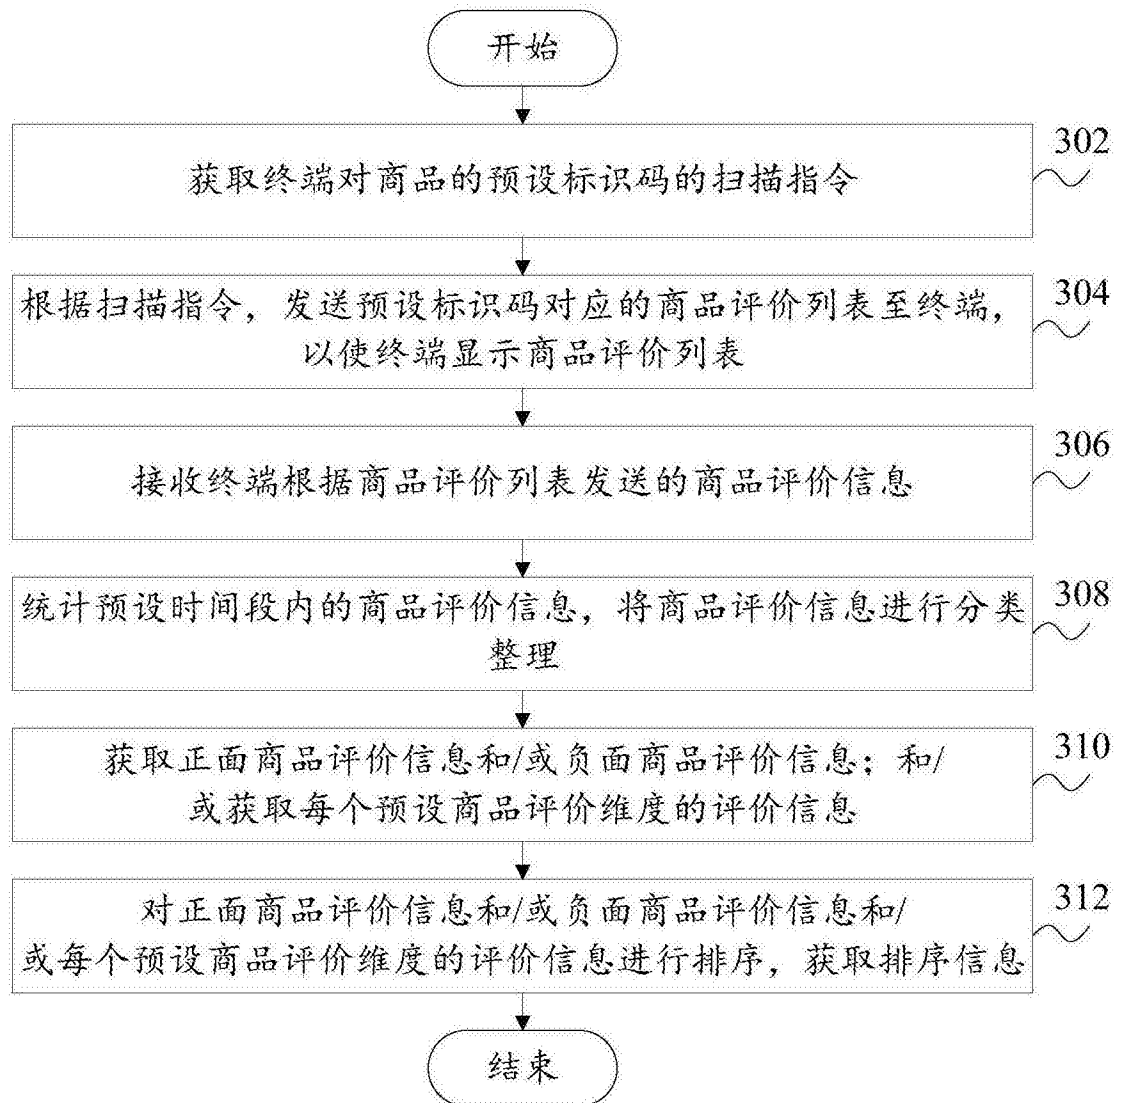 开始
302
获取终端对商品的预设标识码的扫描指令
304
根据扫描指令，发送预设标识码对应的商品评价列表至终端，
以使终端显示商品评价列表
306
接收终端根据商品评价列表发送的商品评价信息
308
统计预设时间段内的商品评价信息，将商品评价信息进行分类
整理
310
获取正面商品评价信息和/或负面商品评价信息；和/
或获取每个预设商品评价维度的评价信息
312
对正面商品评价信息和/或负面商品评价信息和/
或每个预设商品评价维度的评价信息进行排序，获取排序信息
结束